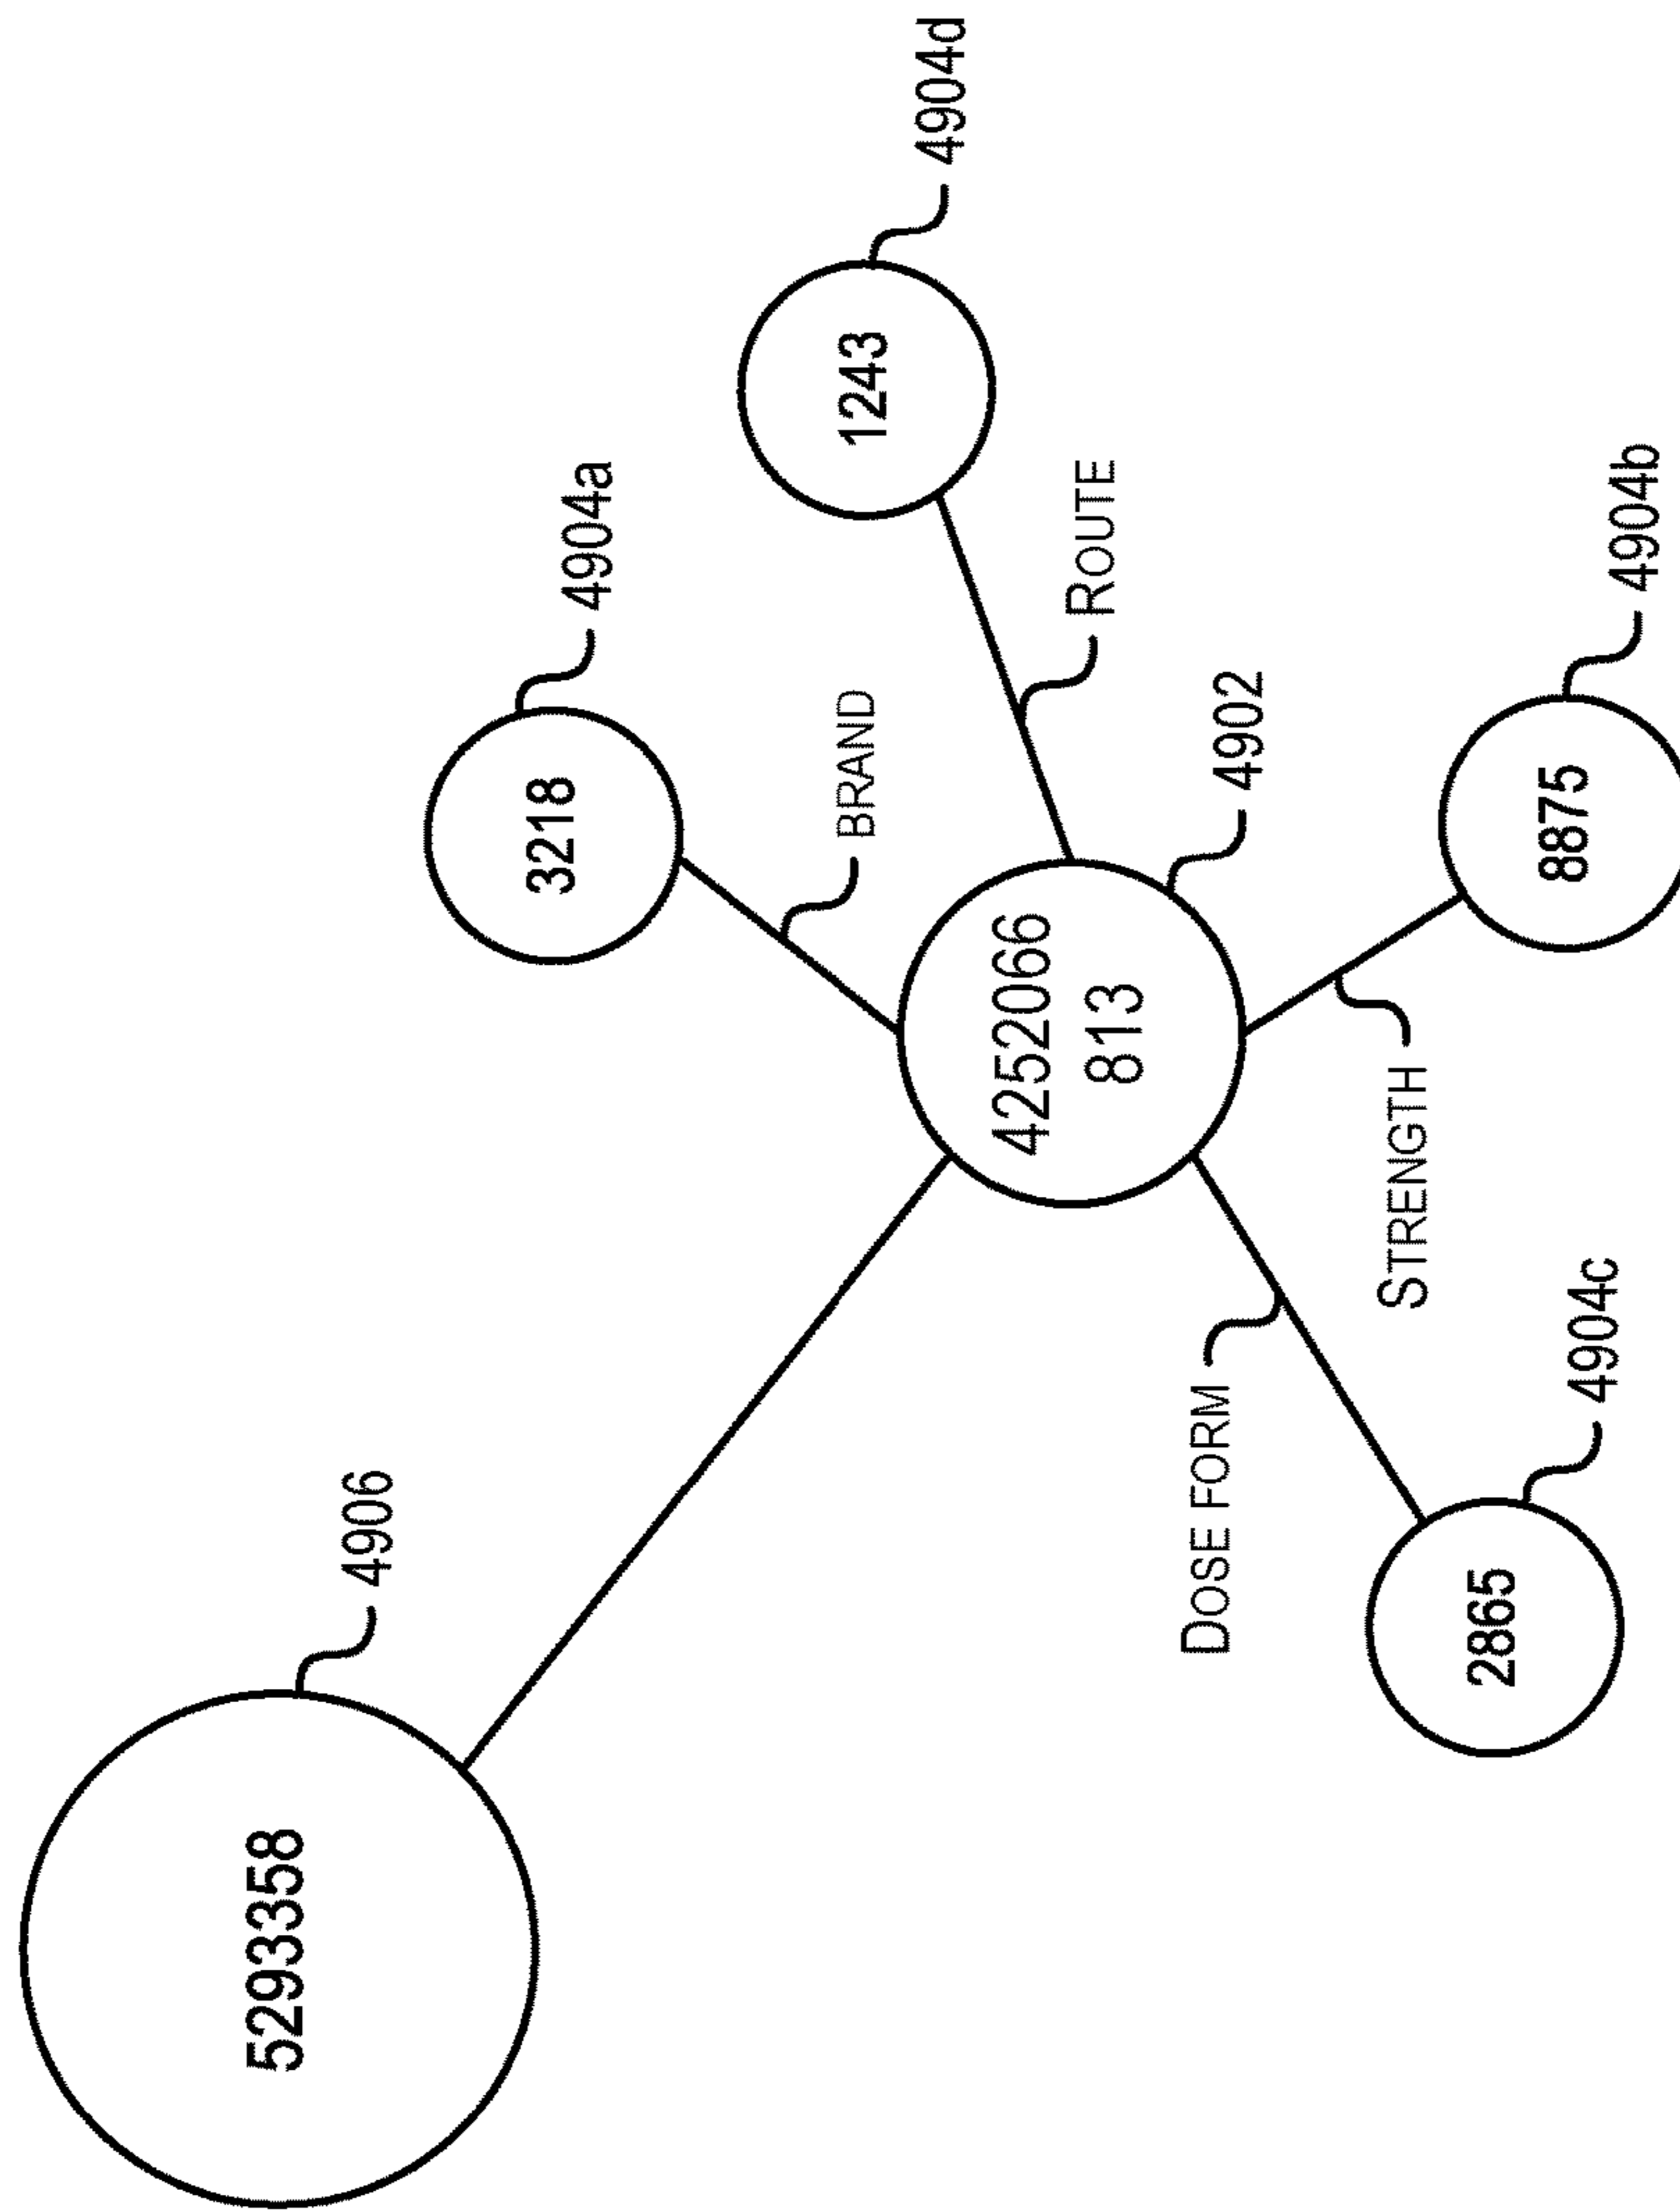 5293358
4906
3218
4904a
BRAND
1243
4904d
4252066
813
ROUTE
DOSE FORM
4902
STRENGTH
2865
4904c
8875
4904b